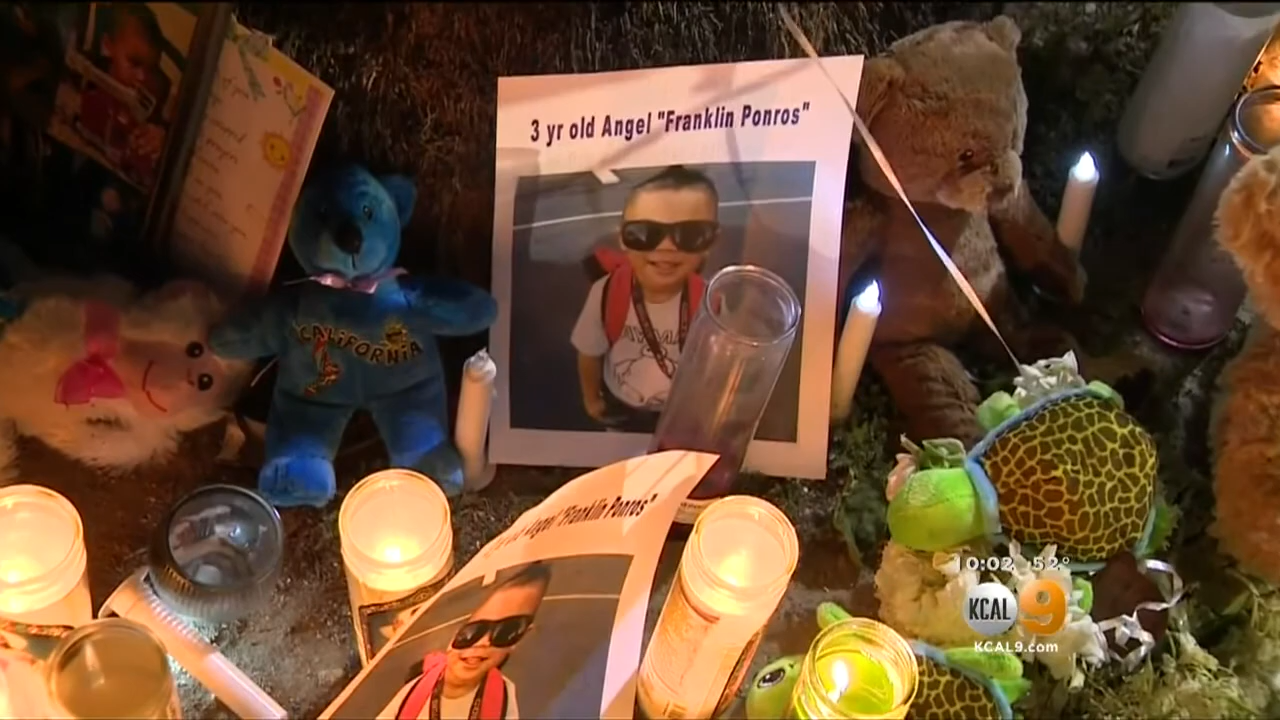 3 yr old Angel "Franklin Ponros"
CALIFORNIA
Angel "Franklin Ponros"
10:02 52°
KCAL 9
KCAL9.com